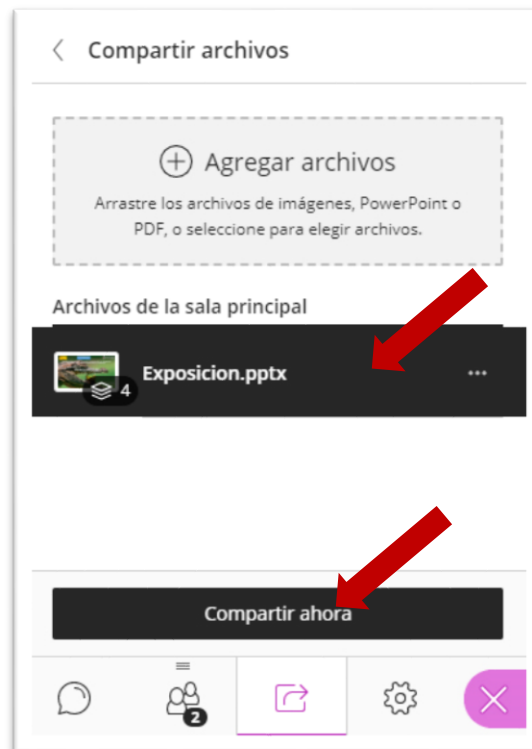 Compartir archivos
Agregar archivos
Arrastre los archivos de imágenes, PowerPoint o
PDF, o seleccione para elegir archivos.
Archivos de la sala principal
Exposicion.pptx
4
Compartir ahora
2